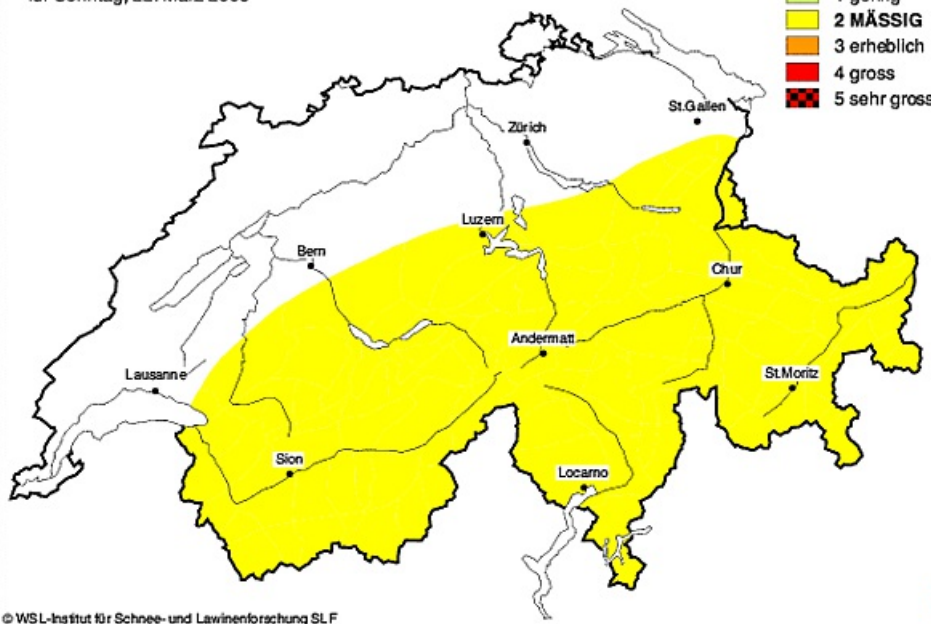 2 MÄSSIG
3 erheblich
4 gross
5 sehr gross
St.Gallen
Zürich
Luzern
Bern
Chur
Andermatt
Lausanne
St.Moritz
Sion
Locarno
© WSL-Institut für Schnee- und Lawinenforschung SLF